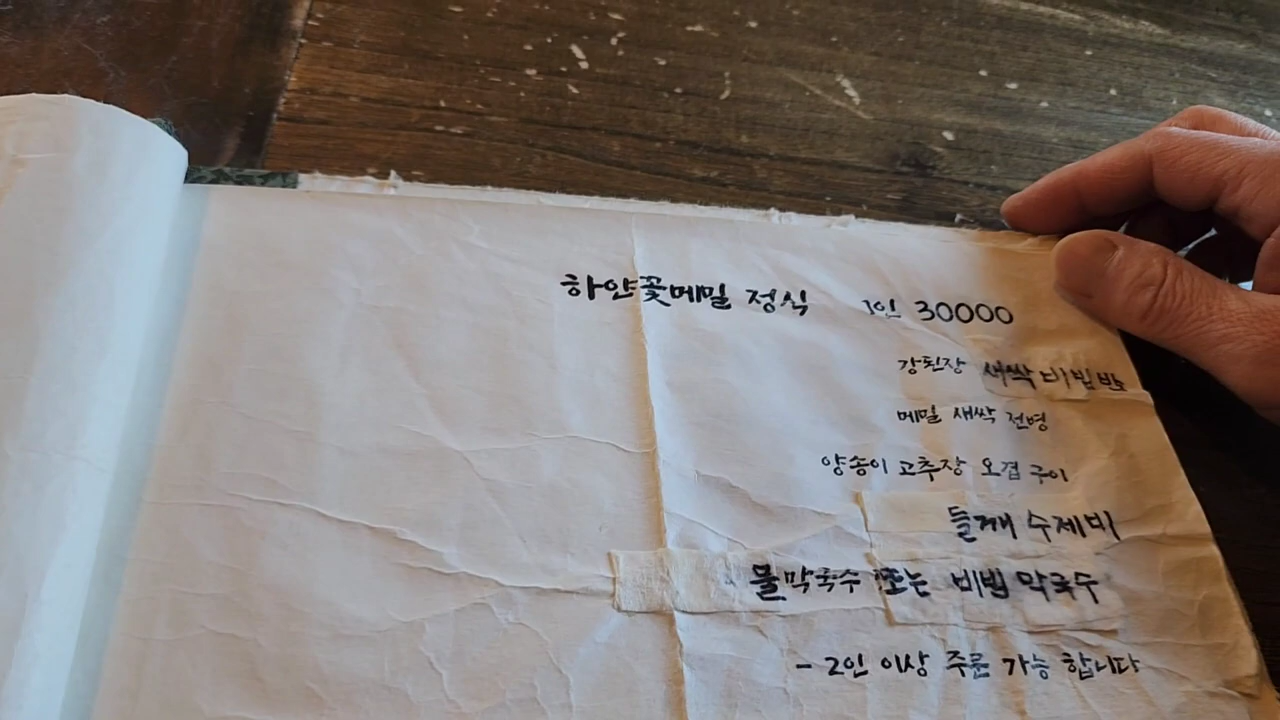 하얀꽃메밀 정식 1인 30000
강된장 새싹비빔밥
메밀 새싹 전병
양송이 고추장 오겹 구이
들깨 수제비
물막국수 또는 비빔 막국수
- 2인 이상 주문 가능 합니다